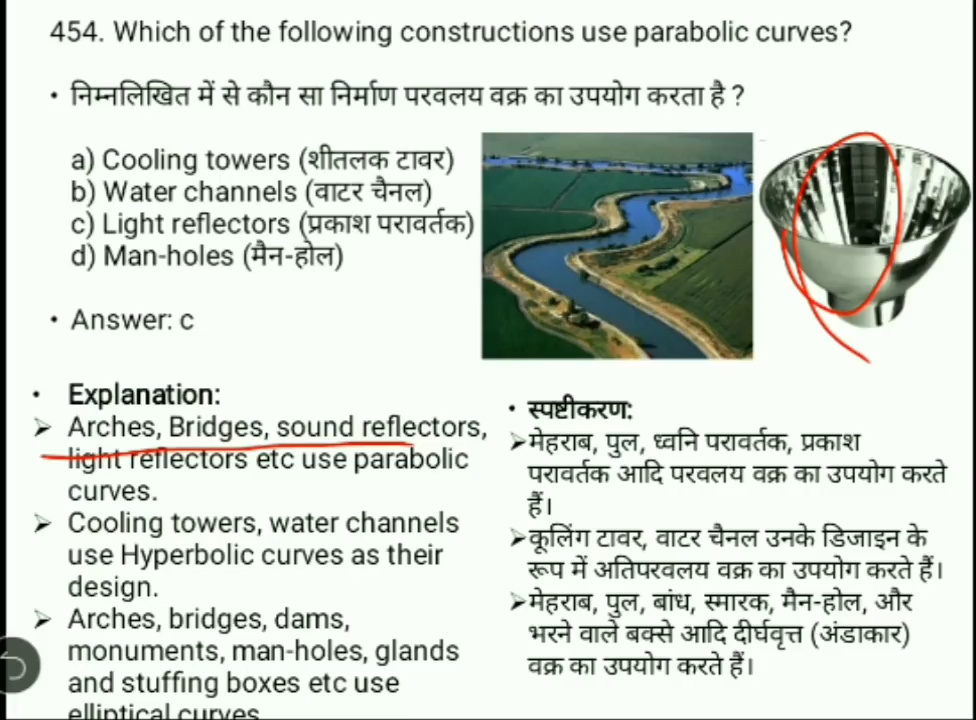 454. Which of the following constructions use parabolic curves?
• निम्नलिखित में से कौन सा निर्माण परवलय वक्र का उपयोग करता है ?
a) Cooling towers (शीतलक टावर)
b) Water channels (वाटर चैनल)
c) Light reflectors (प्रकाश परावर्तक)
d) Man-holes (मैन-होल)
• Answer: c
• Explanation:
➢ Arches, Bridges, sound reflectors,
light reflectors etc use parabolic
curves.
➢ Cooling towers, water channels
use Hyperbolic curves as their
design.
➢ Arches, bridges, dams,
monuments, man-holes, glands
and stuffing boxes etc use
elliptical curves
• स्पष्टीकरण:
➢मेहराब, पुल, ध्वनि परावर्तक, प्रकाश
परावर्तक आदि परवलय वक्र का उपयोग करते
हैं।
➢कूलिंग टावर, वाटर चैनल उनके डिजाइन के
रूप में अतिपरवलय वक्र का उपयोग करते हैं।
➢मेहराब, पुल, बांध, स्मारक, मैन-होल, और
भरने वाले बक्से आदि दीर्घवृत्त (अंडाकार)
वक्र का उपयोग करते हैं।